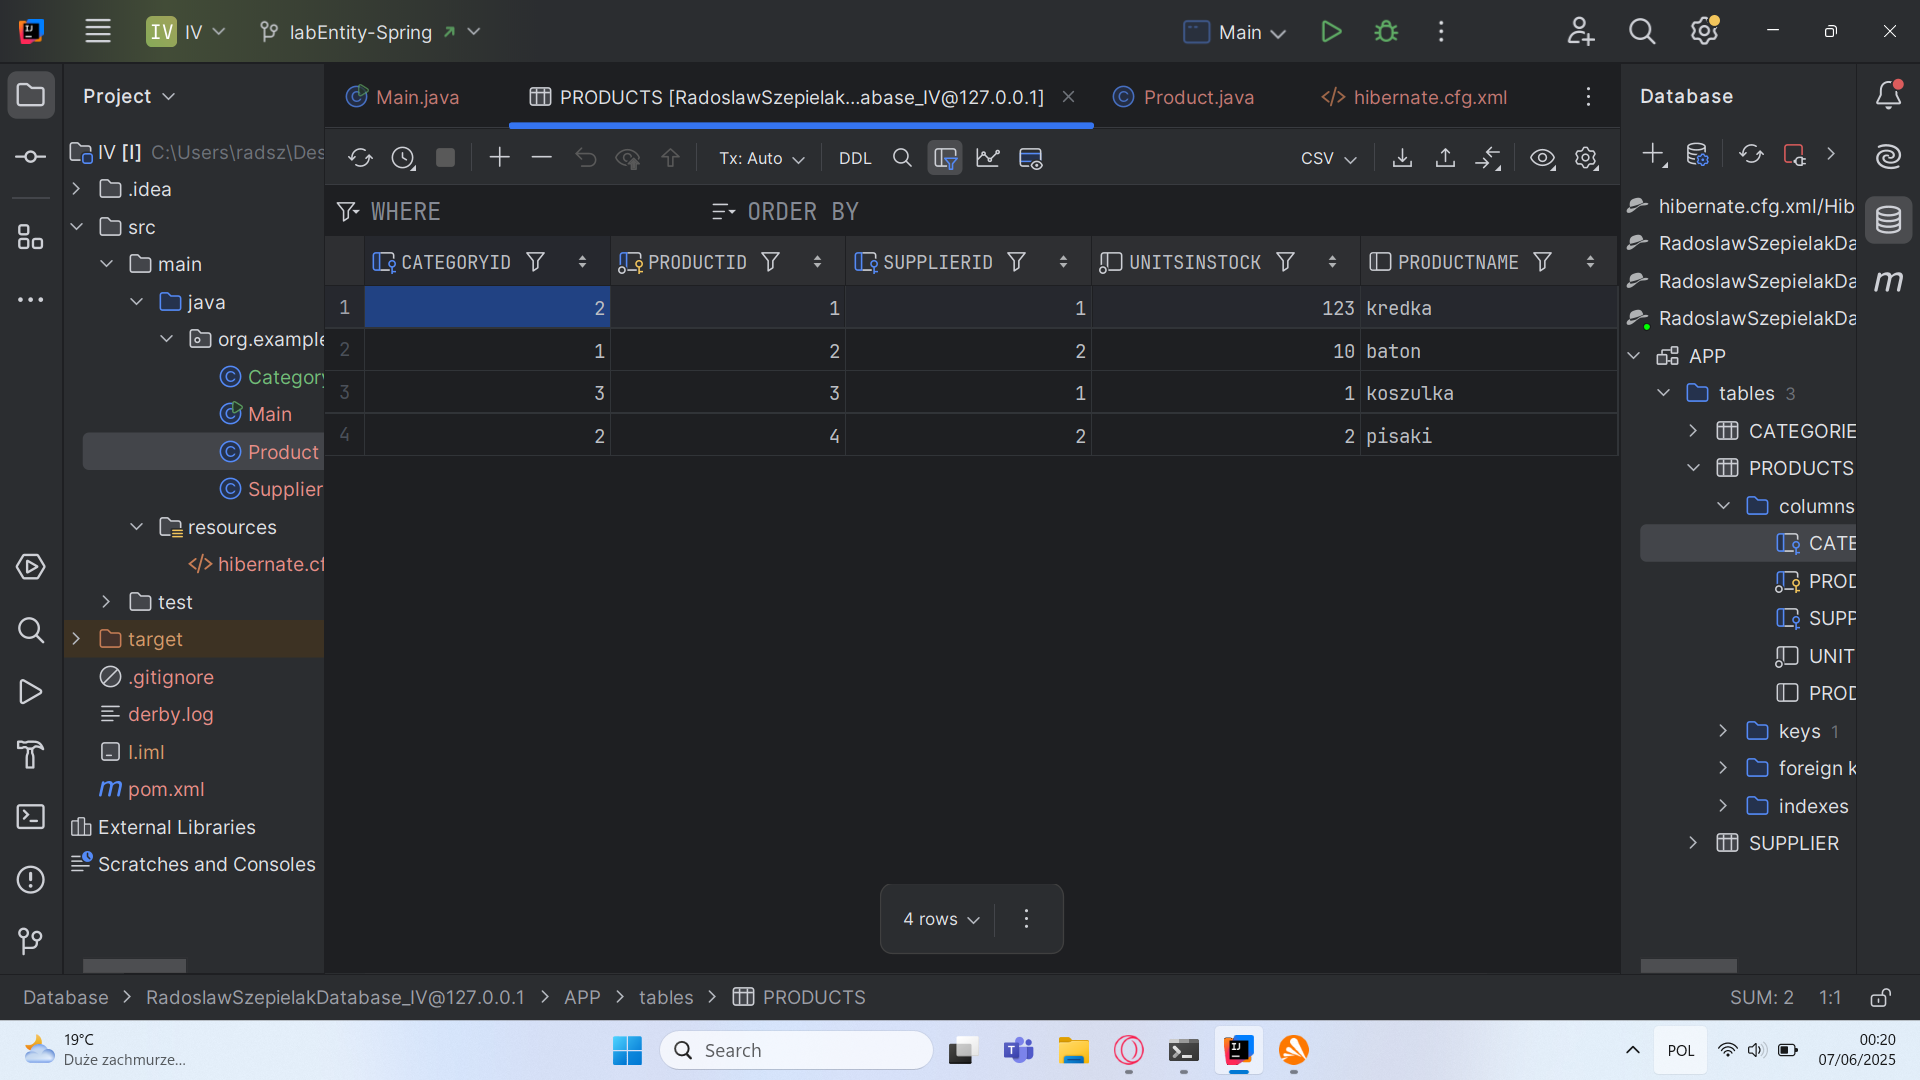 IV IV labEntity-Spring Main
Project
IV [I] C:\Users\radsz\Des
.idea
src
main
java
org.example
Category
Main
Product
Supplier
resources
hibernate.cf
test
target
.gitignore
derby.log
I.iml
m pom.xml
External Libraries
Scratches and Consoles
Main.java PRODUCTS [RadoslawSzepielak...abase_IV@127.0.0.1] Product.java hibernate.cfg.xml
Tx: Auto DDL CSV
WHERE ORDER BY
CATEGORYID PRODUCTID SUPPLIERID UNITSINSTOCK PRODUCTNAME
1 2 1 1 123 kredka
2 1 2 2 10 baton
3 3 3 1 1 koszulka
4 2 4 2 2 pisaki
4 rows
Database
hibernate.cfg.xml/Hib
RadoslawSzepielakDa
RadoslawSzepielakDa
RadoslawSzepielakDa
APP
tables 3
CATEGORIE
PRODUCTS
columns
CATE
PROD
SUPP
UNIT
PROD
keys 1
foreign k
indexes
SUPPLIER
m
Database > RadoslawSzepielakDatabase_IV@127.0.0.1 > APP > tables > PRODUCTS SUM: 2 1:1
19°C
Duże zachmurze...
Search
POL
00:20
07/06/2025